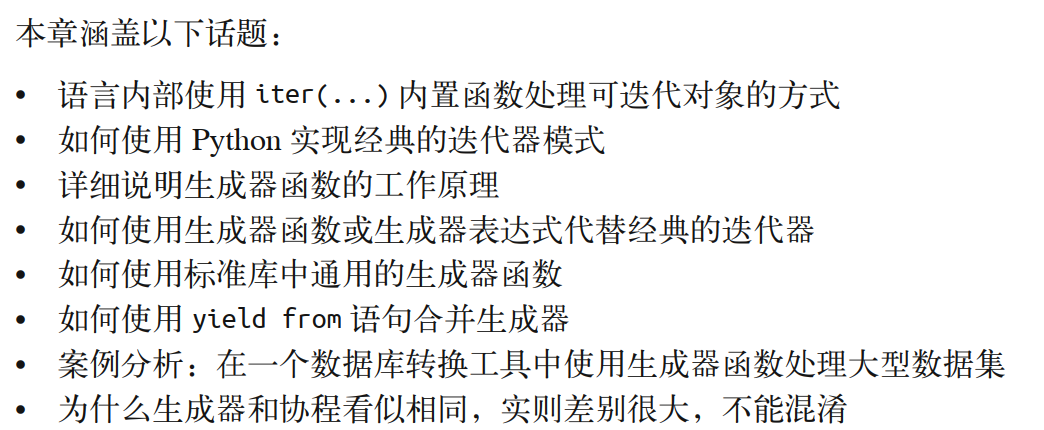 本章涵盖以下话题：
• 语言内部使用 iter(...) 内置函数处理可迭代对象的方式
• 如何使用 Python 实现经典的迭代器模式
• 详细说明生成器函数的工作原理
• 如何使用生成器函数或生成器表达式代替经典的迭代器
• 如何使用标准库中通用的生成器函数
• 如何使用 yield from 语句合并生成器
• 案例分析：在一个数据库转换工具中使用生成器函数处理大型数据集
• 为什么生成器和协程看似相同，实则差别很大，不能混淆